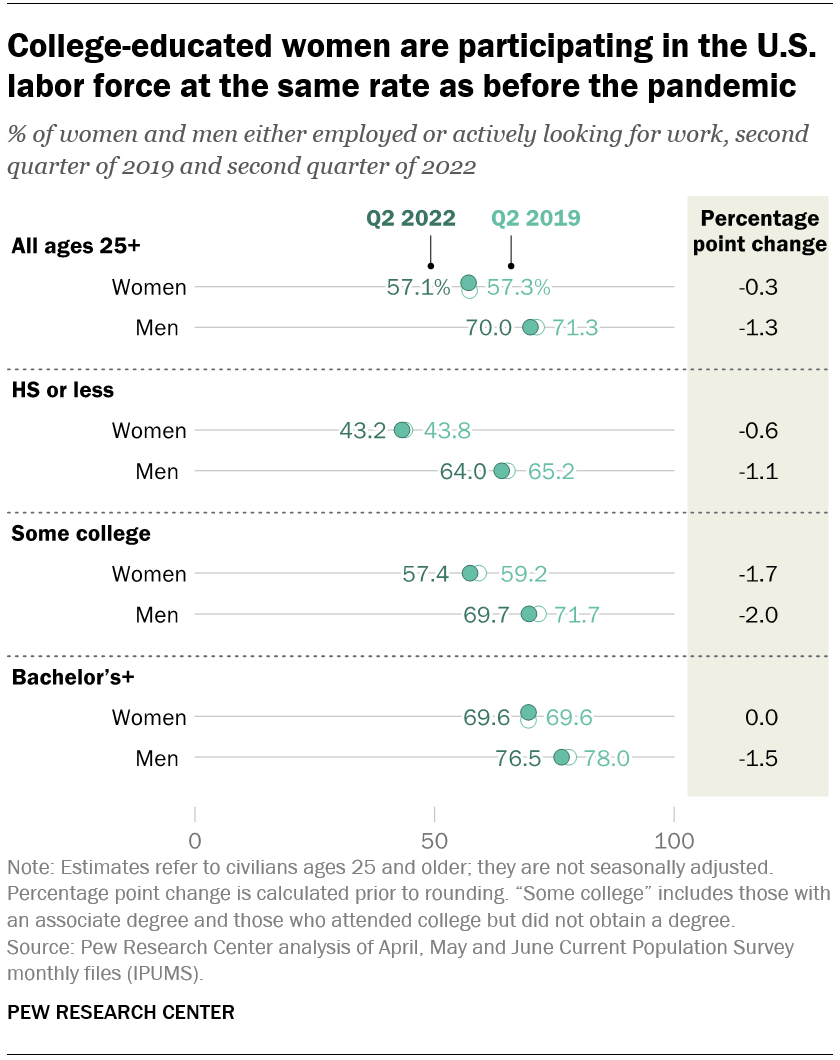 College-educated women are participating in the U.S.
labor force at the same rate as before the pandemic
% of women and men either employed or actively looking for work, second
quarter of 2019 and second quarter of 2022
Q2 2022 Q2 2019 Percentage
point change
All ages 25+
Women 57.1% 57.3% -0.3
Men 70.0 71.3 -1.3
HS or less
Women 43.2 43.8 -0.6
Men 64.0 65.2 -1.1
Some college
Women 57.4 59.2 -1.7
Men 69.7 71.7 -2.0
Bachelor’s+
Women 69.6 69.6 0.0
Men 76.5 78.0 -1.5
0 50 100
Note: Estimates refer to civilians ages 25 and older; they are not seasonally adjusted.
Percentage point change is calculated prior to rounding. “Some college” includes those with
an associate degree and those who attended college but did not obtain a degree.
Source: Pew Research Center analysis of April, May and June Current Population Survey
monthly files (IPUMS).
PEW RESEARCH CENTER